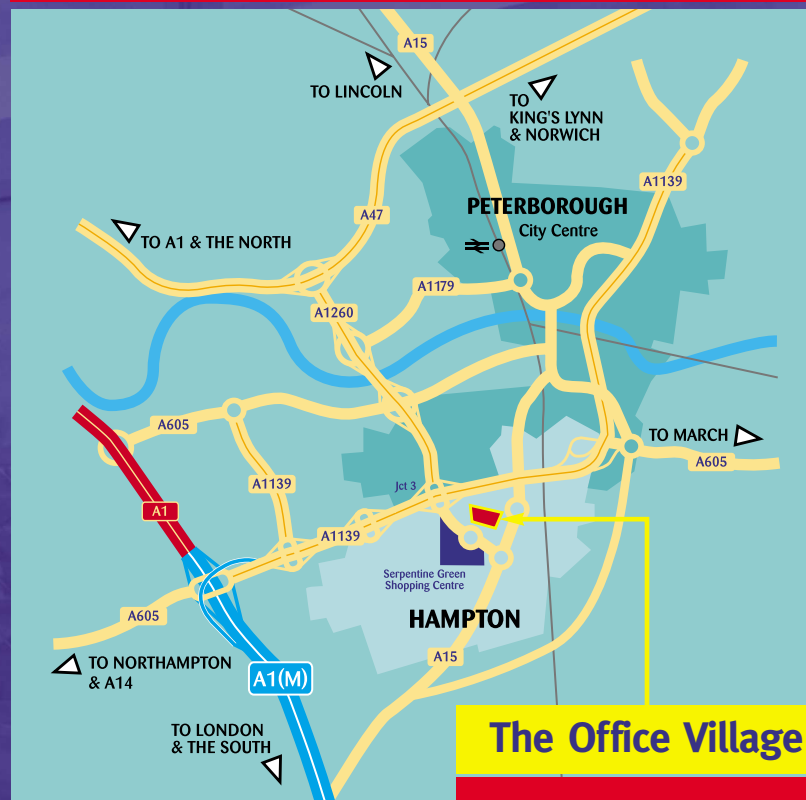 A15
TO LINCOLN
TO
KING'S LYNN
& NORWICH
A1139
PETERBOROUGH
City Centre
A47
TO A1 & THE NORTH
A1179
A1260
A605
TO MARCH
A605
Jct 3
A1139
A1
A1139
Serpentine Green
Shopping Centre
HAMPTON
A605
A15
TO NORTHAMPTON
& A14
A1(M)
TO LONDON
& THE SOUTH
The Office Village